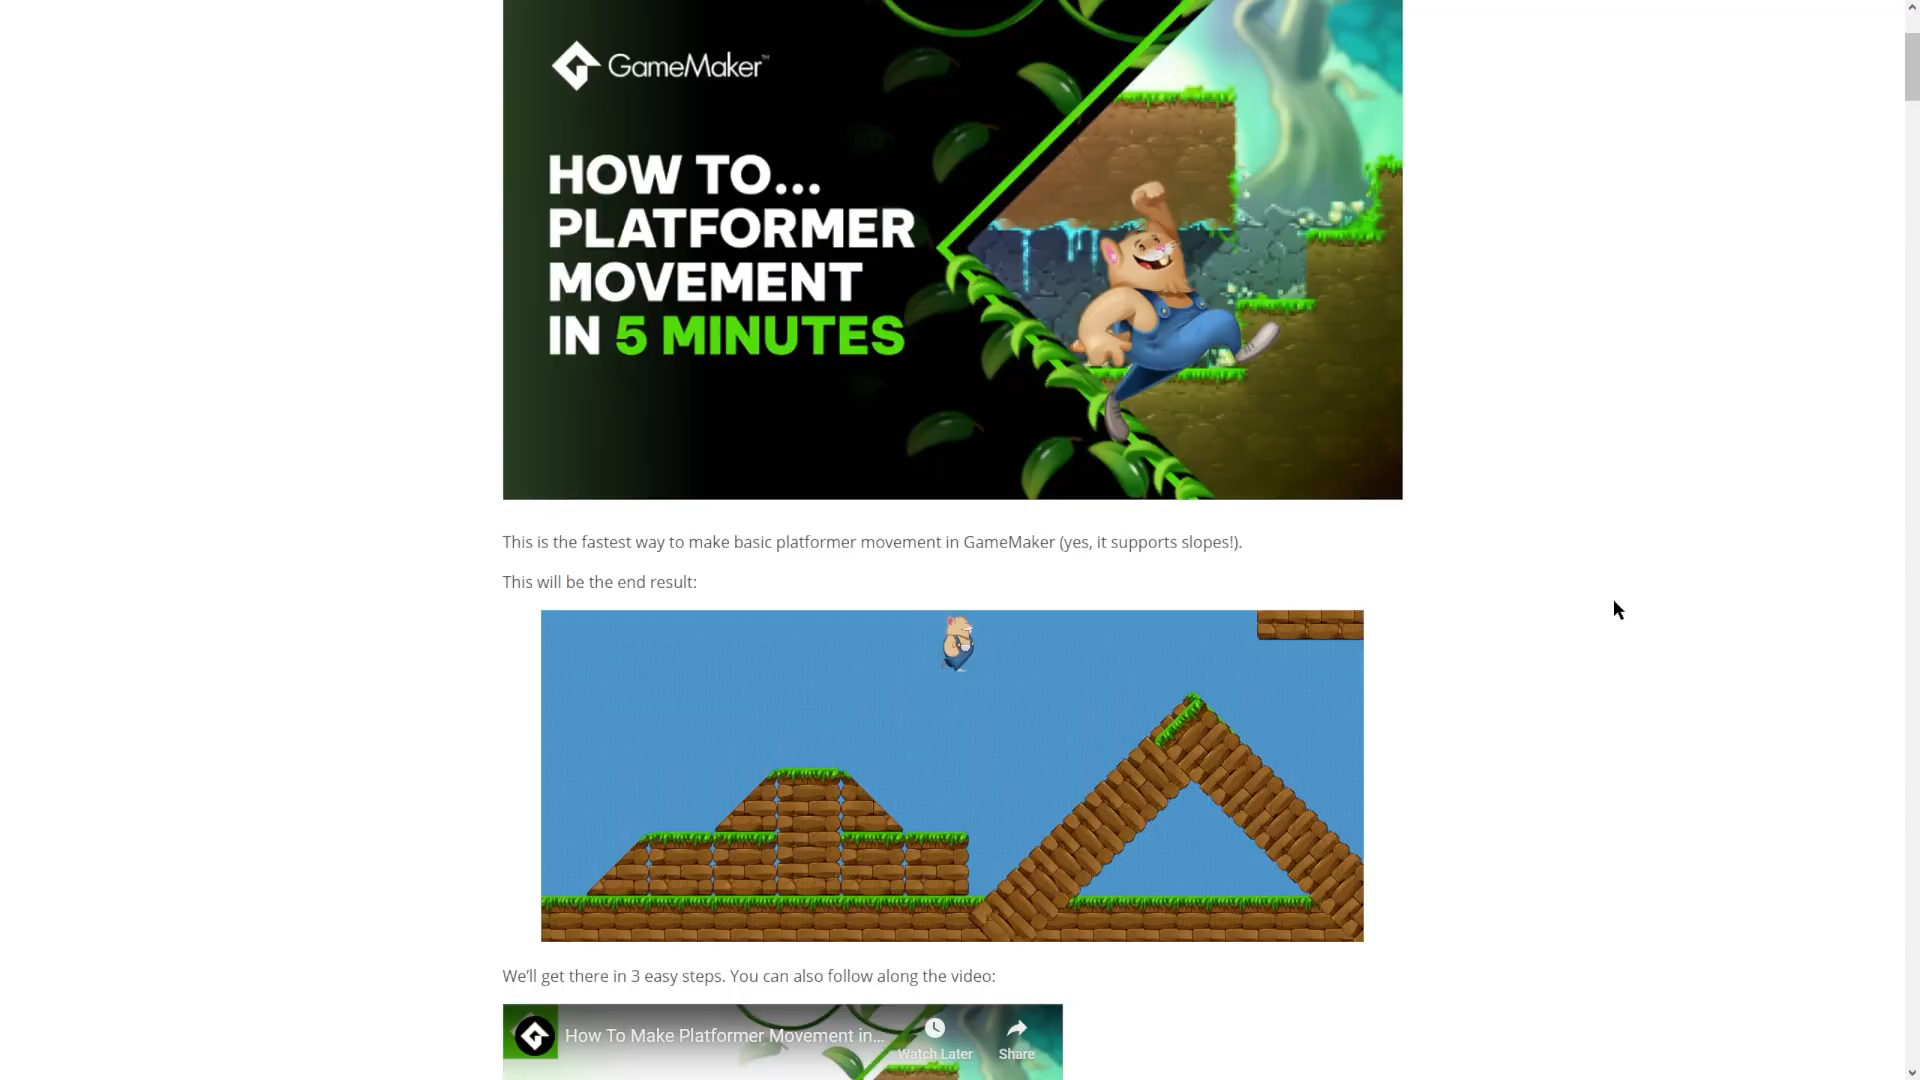 GameMaker™
HOW TO...
PLATFORMER
MOVEMENT
IN 5 MINUTES
This is the fastest way to make basic platformer movement in GameMaker (yes, it supports slopes!).
This will be the end result:
We'll get there in 3 easy steps. You can also follow along the video:
How To Make Platformer Movement in...
Watch Later
Share